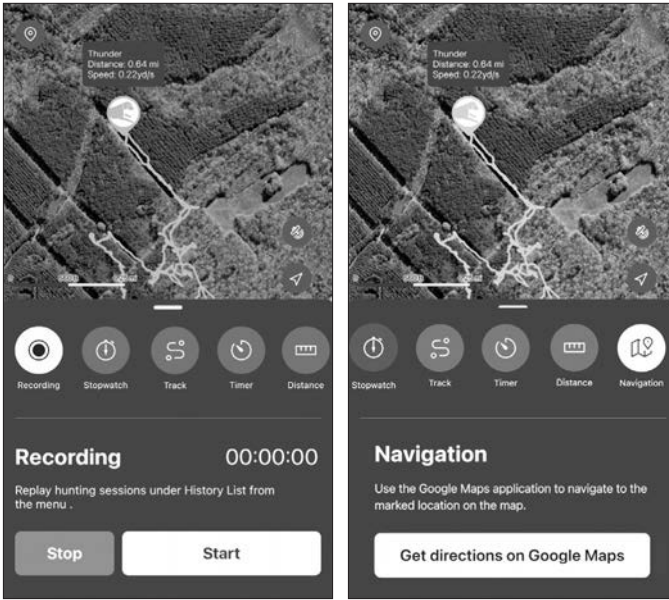 Thunder
Distance: 0.64 mi
Speed: 0.22yd/s
Recording
Stopwatch
Track
Timer
Distance
Recording
00:00:00
Replay hunting sessions under History List from
the menu .
Stop
Start
Thunder
Distance: 0.64 mi
Speed: 0.22yd/s
Stopwatch
Track
Timer
Distance
Navigation
Navigation
Use the Google Maps application to navigate to the
marked location on the map.
Get directions on Google Maps